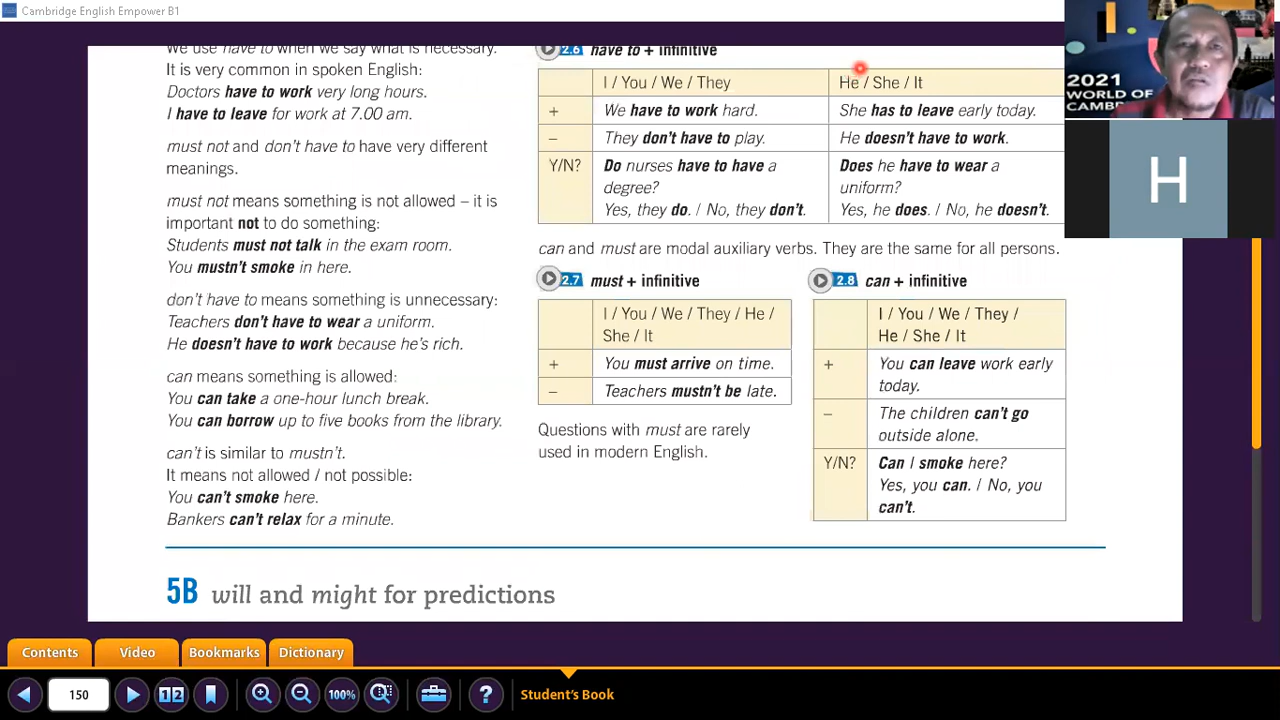 Cambridge English Empower B1
We use have to when we say what is necessary.
It is very common in spoken English:
Doctors have to work very long hours.
I have to leave for work at 7.00 am.
must not and don't have to have very different
meanings.
must not means something is not allowed – it is
important not to do something:
Students must not talk in the exam room.
You mustn't smoke in here.
don't have to means something is unnecessary:
Teachers don't have to wear a uniform.
He doesn't have to work because he's rich.
can means something is allowed:
You can take a one-hour lunch break.
You can borrow up to five books from the library.
can't is similar to mustn't.
It means not allowed / not possible:
You can't smoke here.
Bankers can't relax for a minute.
2.6 have to + infinitive
I / You / We / They He / She / It
+ We have to work hard. She has to leave early today.
– They don't have to play. He doesn't have to work.
Y/N? Do nurses have to have a Does he have to wear a
degree? uniform?
Yes, they do. / No, they don't. Yes, he does. / No, he doesn't.
can and must are modal auxiliary verbs. They are the same for all persons.
2.7 must + infinitive
I / You / We / They / He /
She / It
+ You must arrive on time.
– Teachers mustn't be late.
Questions with must are rarely
used in modern English.
2.8 can + infinitive
I / You / We / They /
He / She / It
+ You can leave work early
today.
– The children can't go
outside alone.
Y/N? Can I smoke here?
Yes, you can. / No, you
can't.
5B will and might for predictions
2021
WORLD OF
CAMB
H
Contents Video Bookmarks Dictionary
150 1 2 100% ? Student's Book